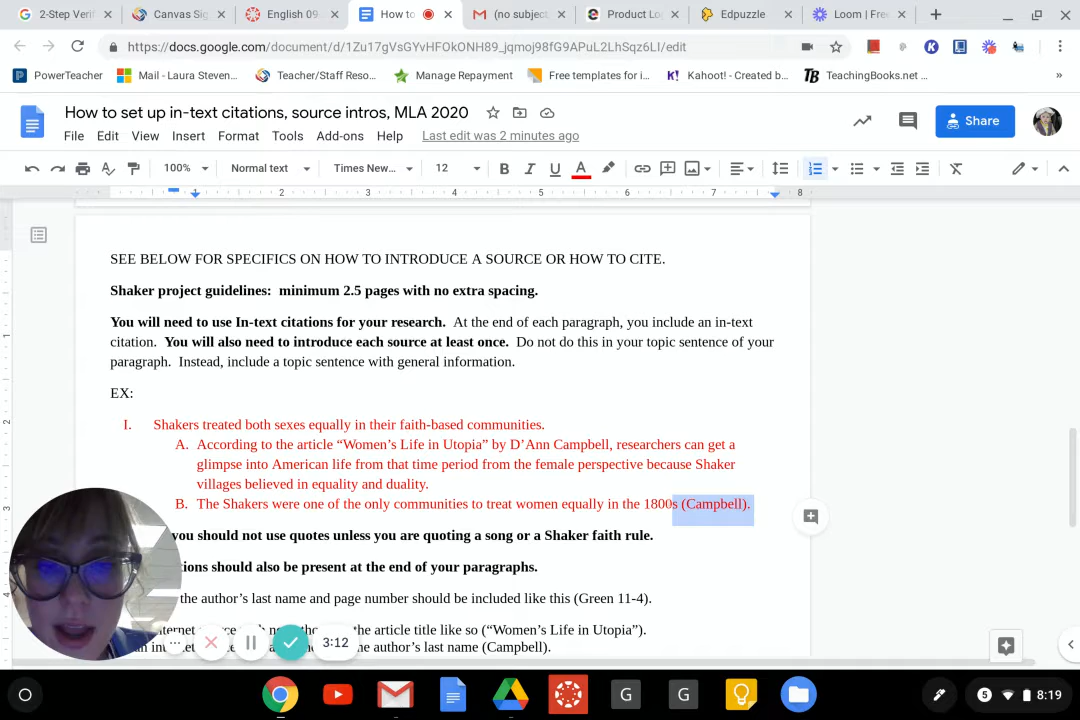 2-Step Verif
Canvas Sig
English 09
How to
(no subject
Product Lo
Edpuzzle
Loom | Free
https://docs.google.com/document/d/1Zu17gVsGYvHFOkONH89_jqmoj98fG9APuL2LhSqz6LI/edit
PowerTeacher
Mail - Laura Steven...
Teacher/Staff Reso...
Manage Repayment
Free templates for i...
Kahoot! - Created b...
TeachingBooks.net ...
How to set up in-text citations, source intros, MLA 2020
File Edit View Insert Format Tools Add-ons Help Last edit was 2 minutes ago
Share
100% Normal text Times New... 12
1 2 3 4 5 6 7 8
SEE BELOW FOR SPECIFICS ON HOW TO INTRODUCE A SOURCE OR HOW TO CITE.
Shaker project guidelines: minimum 2.5 pages with no extra spacing.
You will need to use In-text citations for your research. At the end of each paragraph, you include an in-text
citation. You will also need to introduce each source at least once. Do not do this in your topic sentence of your
paragraph. Instead, include a topic sentence with general information.
EX:
I. Shakers treated both sexes equally in their faith-based communities.
A. According to the article “Women’s Life in Utopia” by D’Ann Campbell, researchers can get a
glimpse into American life from that time period from the female perspective because Shaker
villages believed in equality and duality.
B. The Shakers were one of the only communities to treat women equally in the 1800s (Campbell).
you should not use quotes unless you are quoting a song or a Shaker faith rule.
should also be present at the end of your paragraphs.
the author’s last name and page number should be included like this (Green 11-4).
the article title like so (“Women’s Life in Utopia”).
the author’s last name (Campbell).
3:12
5 8:19